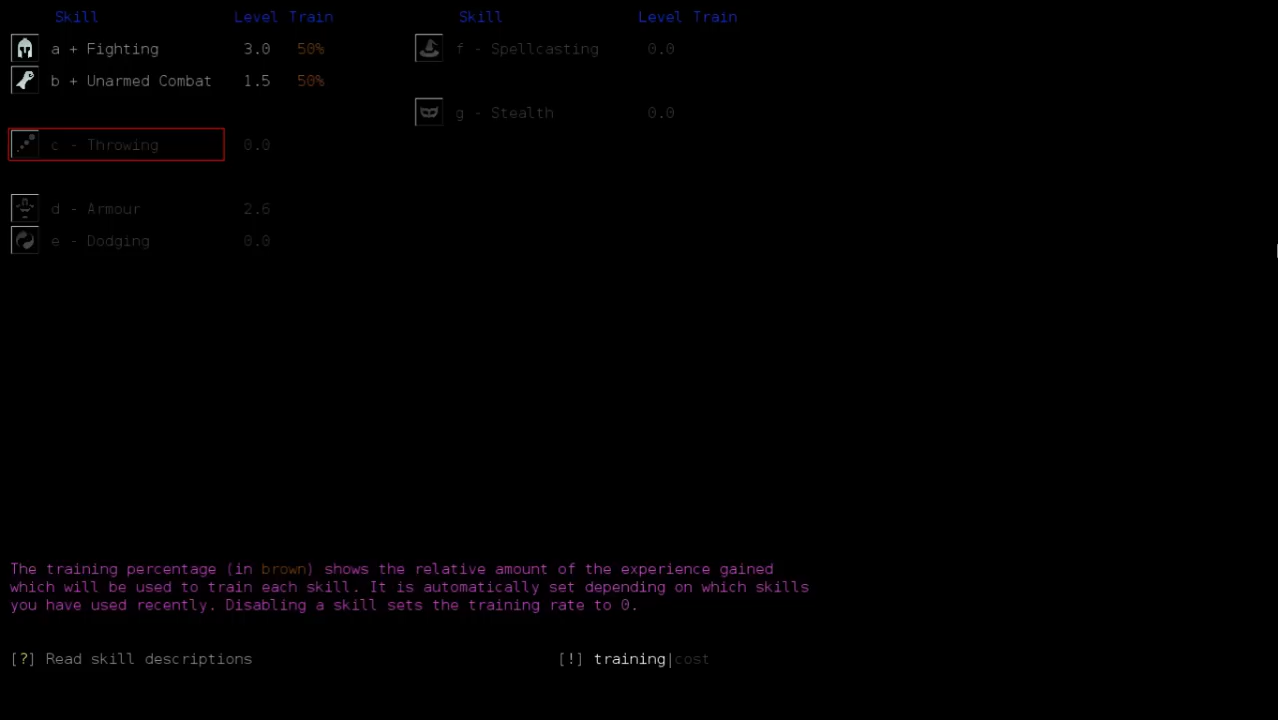 Skill Level Train Skill Level Train
a + Fighting 3.0 50% f - Spellcasting 0.0
b + Unarmed Combat 1.5 50%
g - Stealth 0.0
c - Throwing 0.0
d - Armour 2.6
e - Dodging 0.0
The training percentage (in brown) shows the relative amount of the experience gained
which will be used to train each skill. It is automatically set depending on which skills
you have used recently. Disabling a skill sets the training rate to 0.
[?] Read skill descriptions [!] training|cost